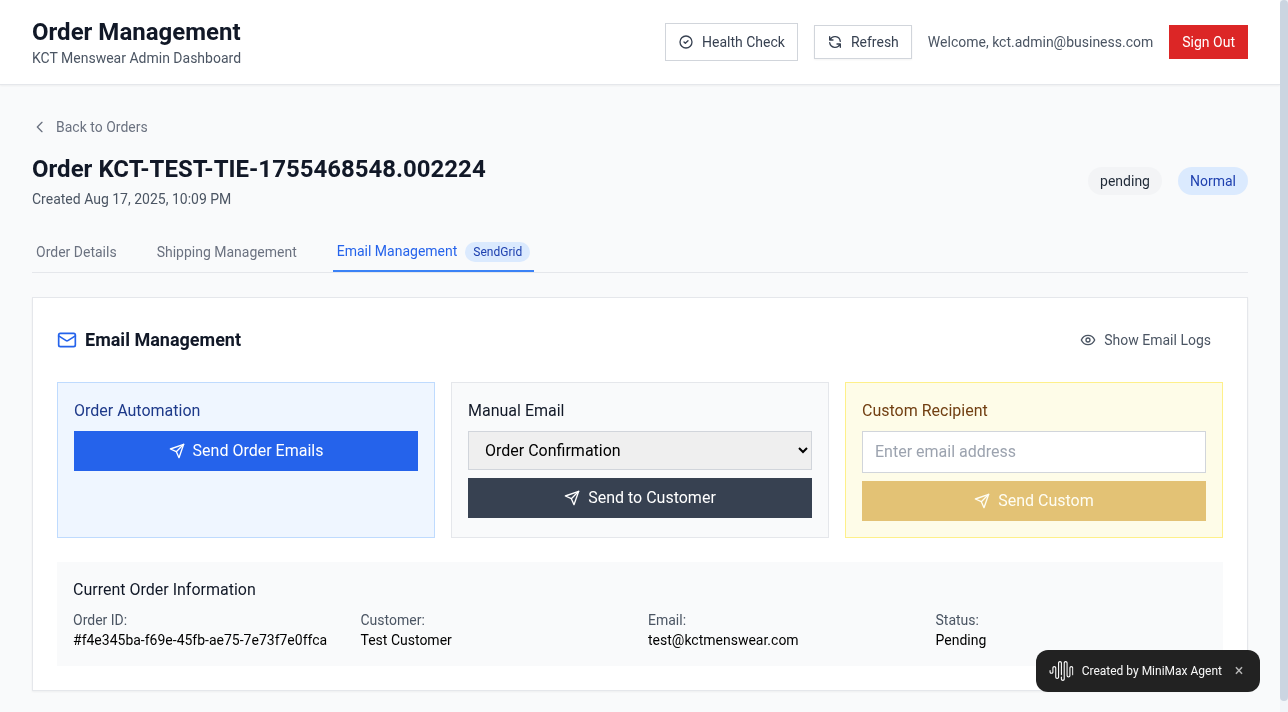 Order Management
KCT Menswear Admin Dashboard
Health Check
Refresh
Welcome, kct.admin@business.com
Sign Out
Back to Orders
Order KCT-TEST-TIE-1755468548.002224
Created Aug 17, 2025, 10:09 PM
pending
Normal
Order Details
Shipping Management
Email Management
SendGrid
Email Management
Show Email Logs
Order Automation
Send Order Emails
Manual Email
Order Confirmation
Send to Customer
Custom Recipient
Enter email address
Send Custom
Current Order Information
Order ID:
#f4e345ba-f69e-45fb-ae75-7e73f7e0ffca
Customer:
Test Customer
Email:
test@kctmenswear.com
Status:
Pending
Created by MiniMax Agent